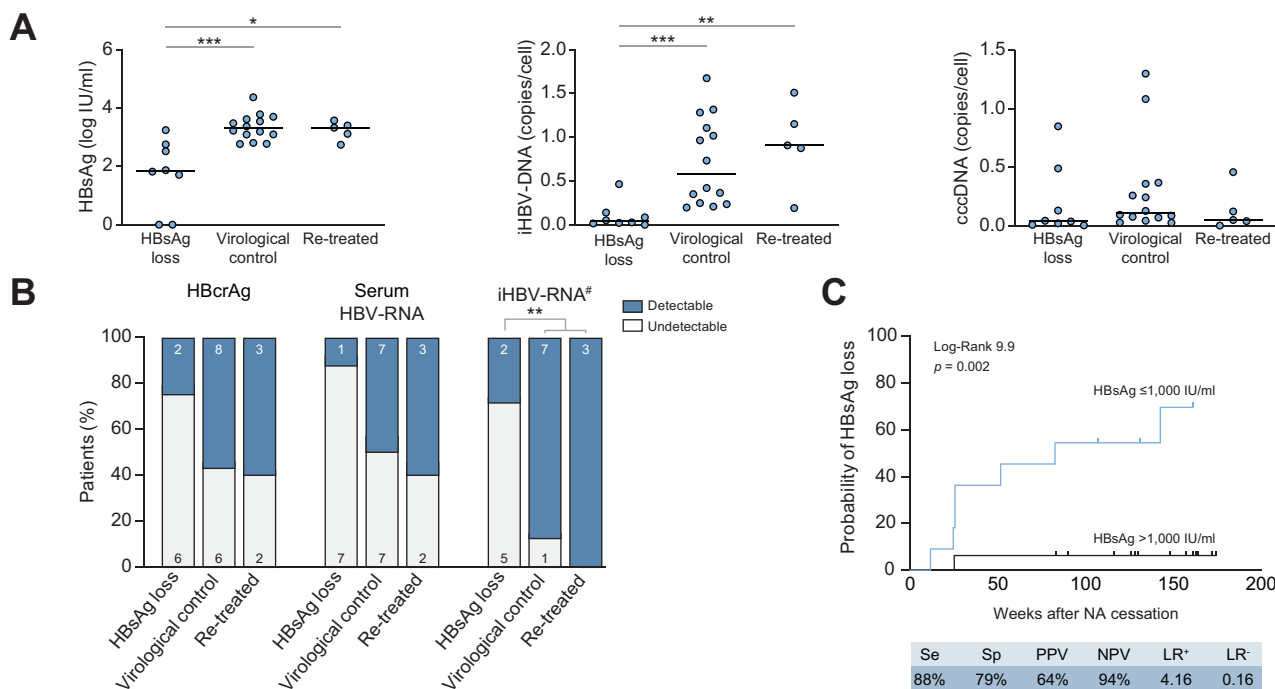 A
HBsAg (log IU/ml)
6
4
2
0
*
***
HBsAg
loss
Virological
control
Re-treated
iHBV-DNA (copies/cell)
2.0
1.5
1.0
0.5
0.0
**
***
HBsAg
loss
Virological
control
Re-treated
cccDNA (copies/cell)
1.5
1.0
0.5
0.0
HBsAg
loss
Virological
control
Re-treated
B
HBcrAg
Serum
HBV-RNA
iHBV-RNA#
**
Detectable
Undetectable
Patients (%)
100
80
60
40
20
0
2 8 3 1 7 3 2 7 3
6 6 2 7 7 2 5 1
HBsAg loss
Virological control
Re-treated
HBsAg loss
Virological control
Re-treated
HBsAg loss
Virological control
Re-treated
C
Probability of HBsAg loss
100
80
60
40
20
0
Log-Rank 9.9
p = 0.002
HBsAg ≤1,000 IU/ml
HBsAg >1,000 IU/ml
0 50 100 150 200
Weeks after NA cessation
Se Sp PPV NPV LR+ LR-
88% 79% 64% 94% 4.16 0.16